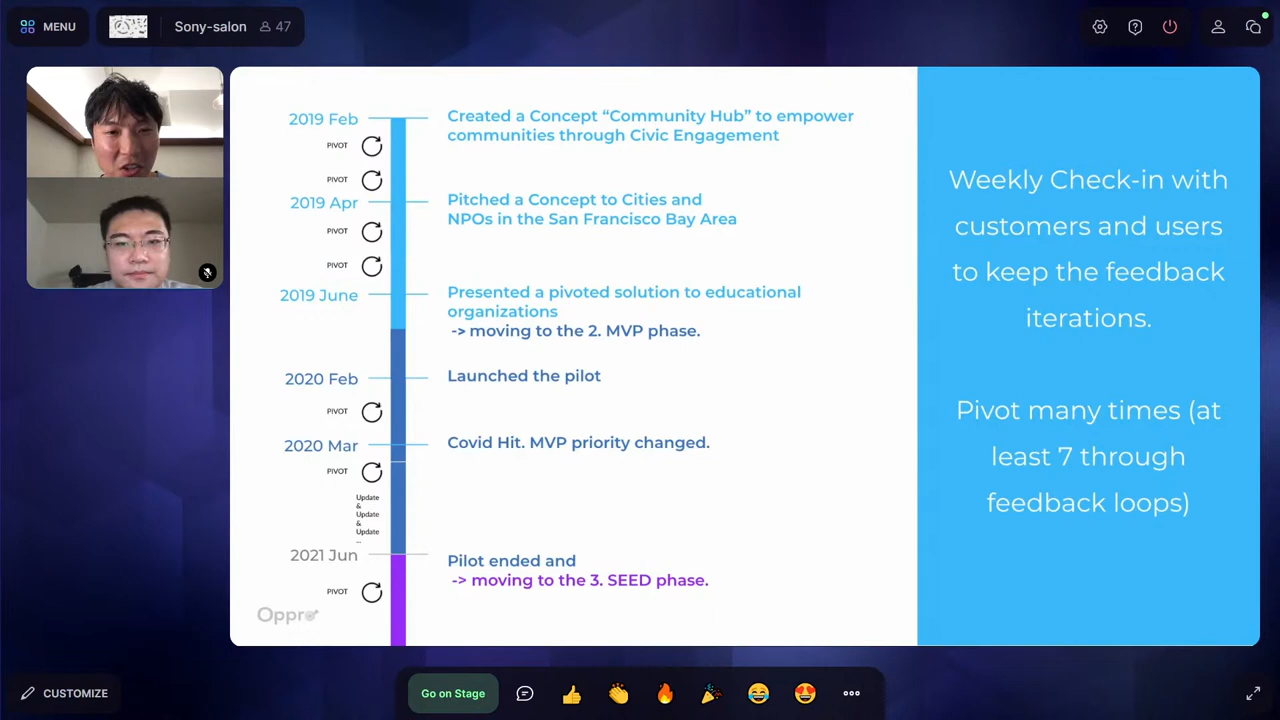 MENU
Sony-salon
47
2019 Feb
Created a Concept “Community Hub” to empower
communities through Civic Engagement
PIVOT
PIVOT
2019 Apr
Pitched a Concept to Cities and
NPOs in the San Francisco Bay Area
PIVOT
PIVOT
2019 June
Presented a pivoted solution to educational
organizations
-> moving to the 2. MVP phase.
2020 Feb
Launched the pilot
PIVOT
2020 Mar
Covid Hit. MVP priority changed.
PIVOT
Update
&
Update
&
Update
...
2021 Jun
Pilot ended and
-> moving to the 3. SEED phase.
PIVOT
Oppro
Weekly Check-in with
customers and users
to keep the feedback
iterations.
Pivot many times (at
least 7 through
feedback loops)
CUSTOMIZE
Go on Stage